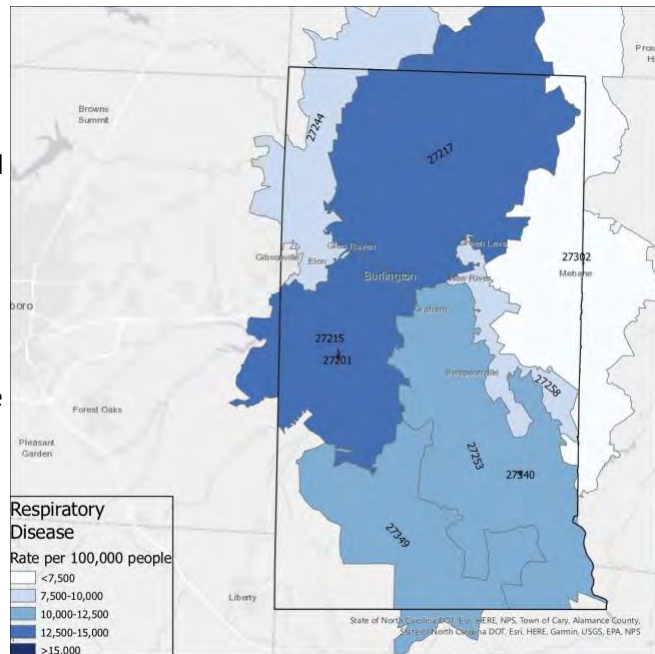 Browns
Summit
27244
27217
Glen Raven
Green Level
Gibsonville
Elon
27302
Mebane
Burlington
Haw River
boro
Graham
27215
27201
Swepsonville
27258
Forest Oaks
Pleasant
Garden
27253
27340
27349
Liberty
Respiratory
Disease
Rate per 100,000 people
<7,500
7,500-10,000
10,000-12,500
12,500-15,000
>15,000
State of North Carolina DOT, Esri, HERE, NPS, Town of Cary, Alamance County,
State of North Carolina DOT, Esri, HERE, Garmin, USGS, EPA, NPS